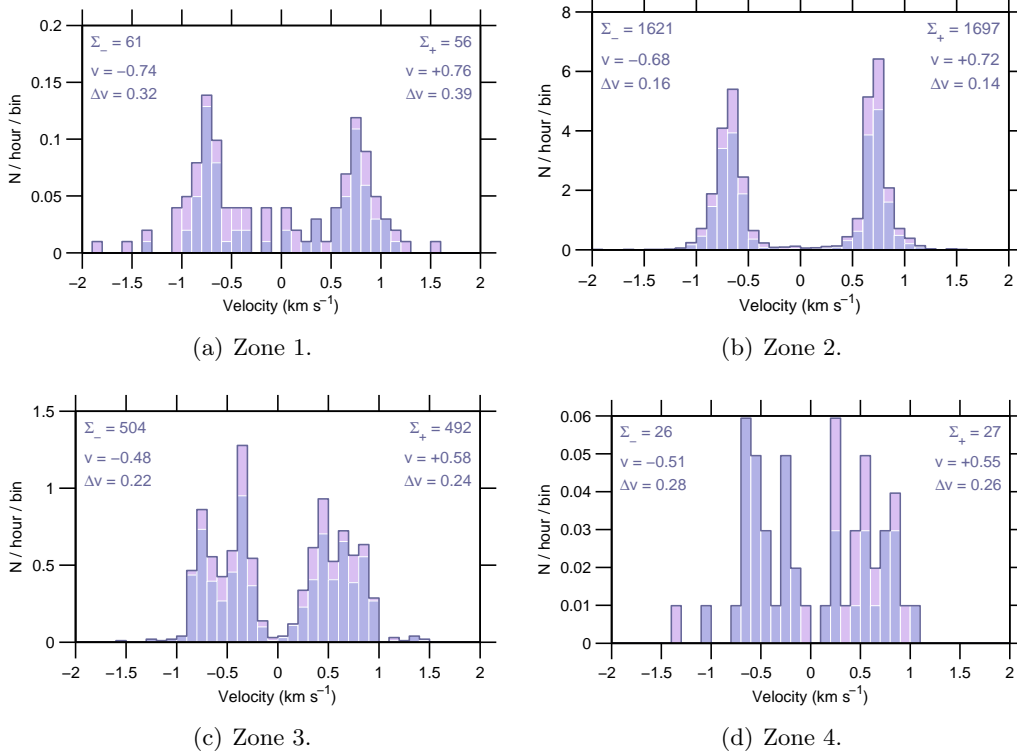 0.2
0.15
0.1
0.05
0
N / hour / bin
Σ₋ = 61
v = −0.74
Δv = 0.32
Σ₊ = 56
v = +0.76
Δv = 0.39
−2 −1.5 −1 −0.5 0 0.5 1 1.5 2
Velocity (km s⁻¹)
(a) Zone 1.
8
6
4
2
0
N / hour / bin
Σ₋ = 1621
v = −0.68
Δv = 0.16
Σ₊ = 1697
v = +0.72
Δv = 0.14
−2 −1.5 −1 −0.5 0 0.5 1 1.5 2
Velocity (km s⁻¹)
(b) Zone 2.
1.5
1
0.5
0
N / hour / bin
Σ₋ = 504
v = −0.48
Δv = 0.22
Σ₊ = 492
v = +0.58
Δv = 0.24
−2 −1.5 −1 −0.5 0 0.5 1 1.5 2
Velocity (km s⁻¹)
(c) Zone 3.
0.06
0.05
0.04
0.03
0.02
0.01
0
N / hour / bin
Σ₋ = 26
v = −0.51
Δv = 0.28
Σ₊ = 27
v = +0.55
Δv = 0.26
−2 −1.5 −1 −0.5 0 0.5 1 1.5 2
Velocity (km s⁻¹)
(d) Zone 4.